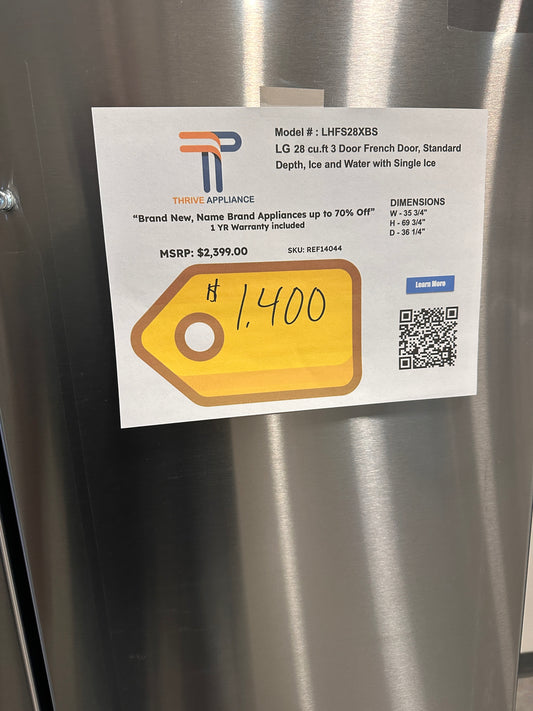 Model # : LHFS28XBS
LG 28 cu.ft 3 Door French Door, Standard
Depth, Ice and Water with Single Ice
THRIVE APPLIANCE
"Brand New, Name Brand Appliances up to 70% Off"
1 YR Warranty included
DIMENSIONS
W - 35 3/4"
H - 69 3/4"
D - 36 1/4"
MSRP: $2,399.00
SKU: REF14044
Learn More
$ 1,400